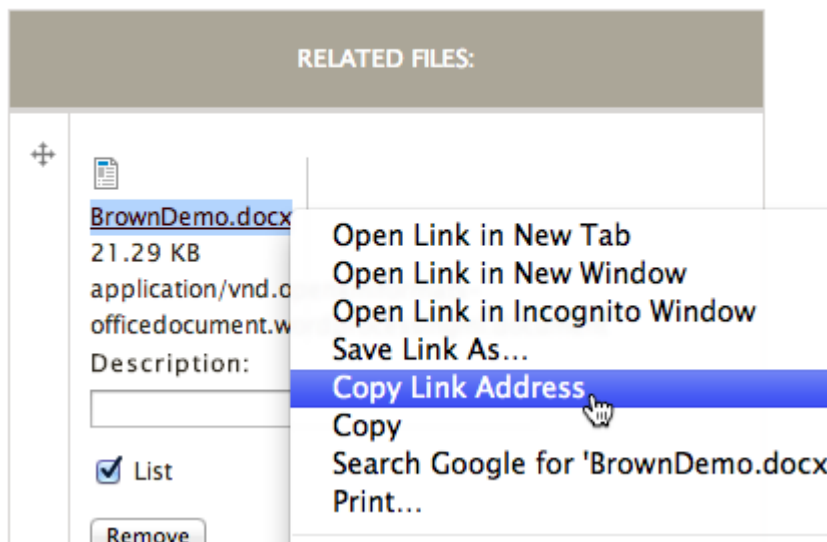 RELATED FILES:
BrownDemo.docx
21.29 KB
application/vnd.o
officedocument.w
Description:
List
Remove
Open Link in New Tab
Open Link in New Window
Open Link in Incognito Window
Save Link As...
Copy Link Address
Copy
Search Google for 'BrownDemo.docx
Print...